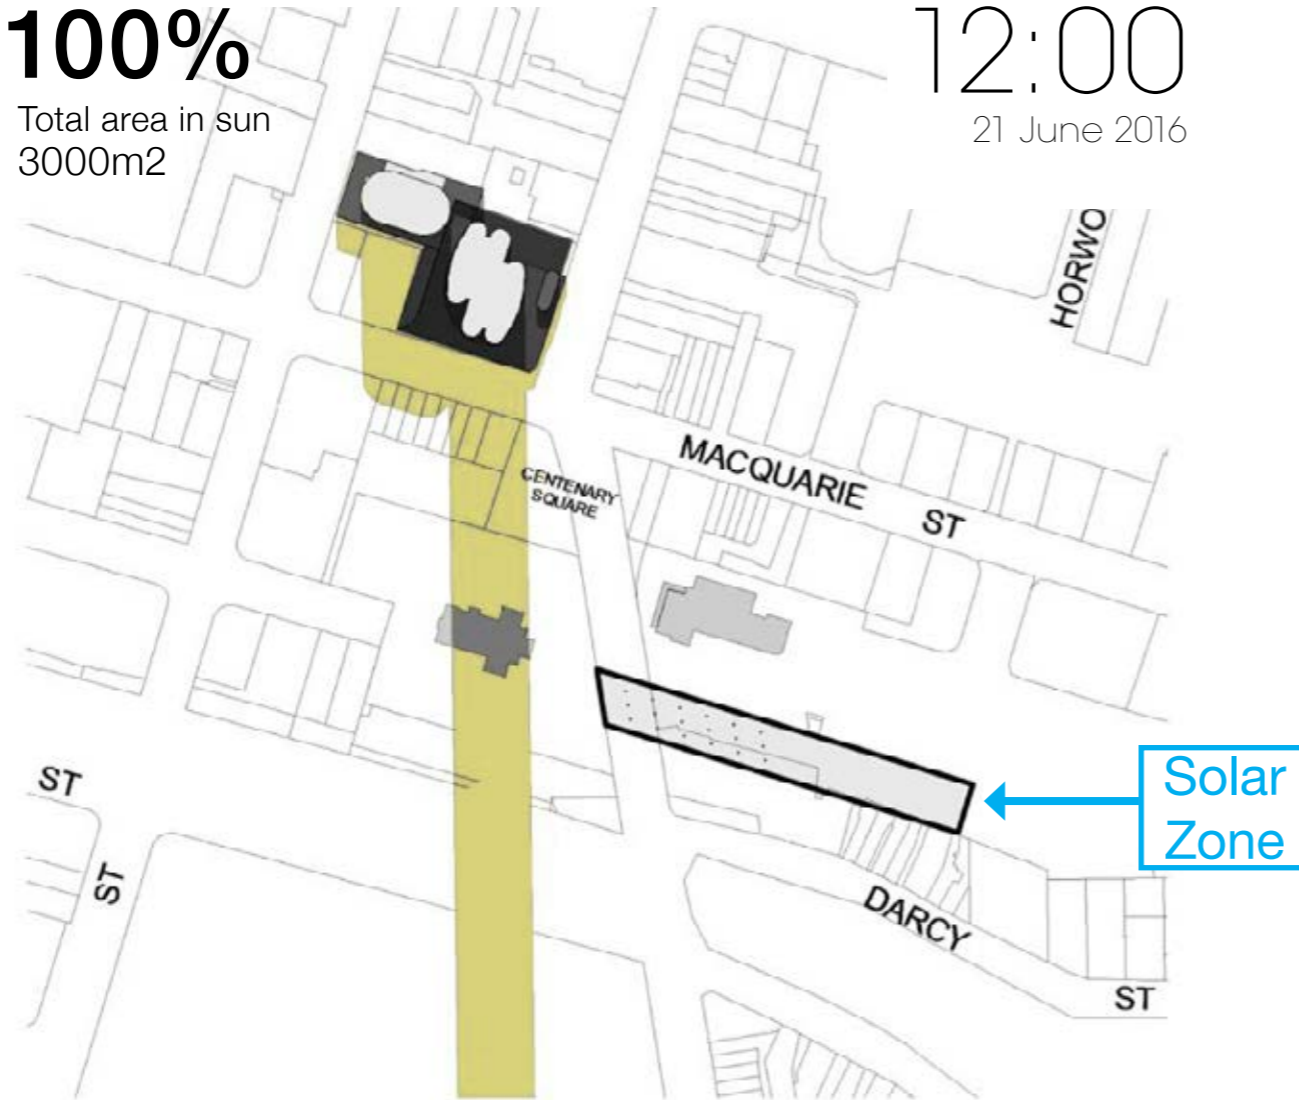 100%
Total area in sun
3000m2
12:00
21 June 2016
HORWO
MACQUARIE
ST
CENTENARY
SQUARE
Solar
Zone
ST
ST
DARCY
ST